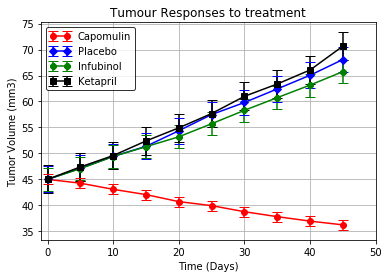 Tumour Responses to treatment
Tumor Volume (mm3)
75
70
65
60
55
50
45
40
35
Capomulin
Placebo
Infubinol
Ketapril
0 10 20 30 40 50
Time (Days)